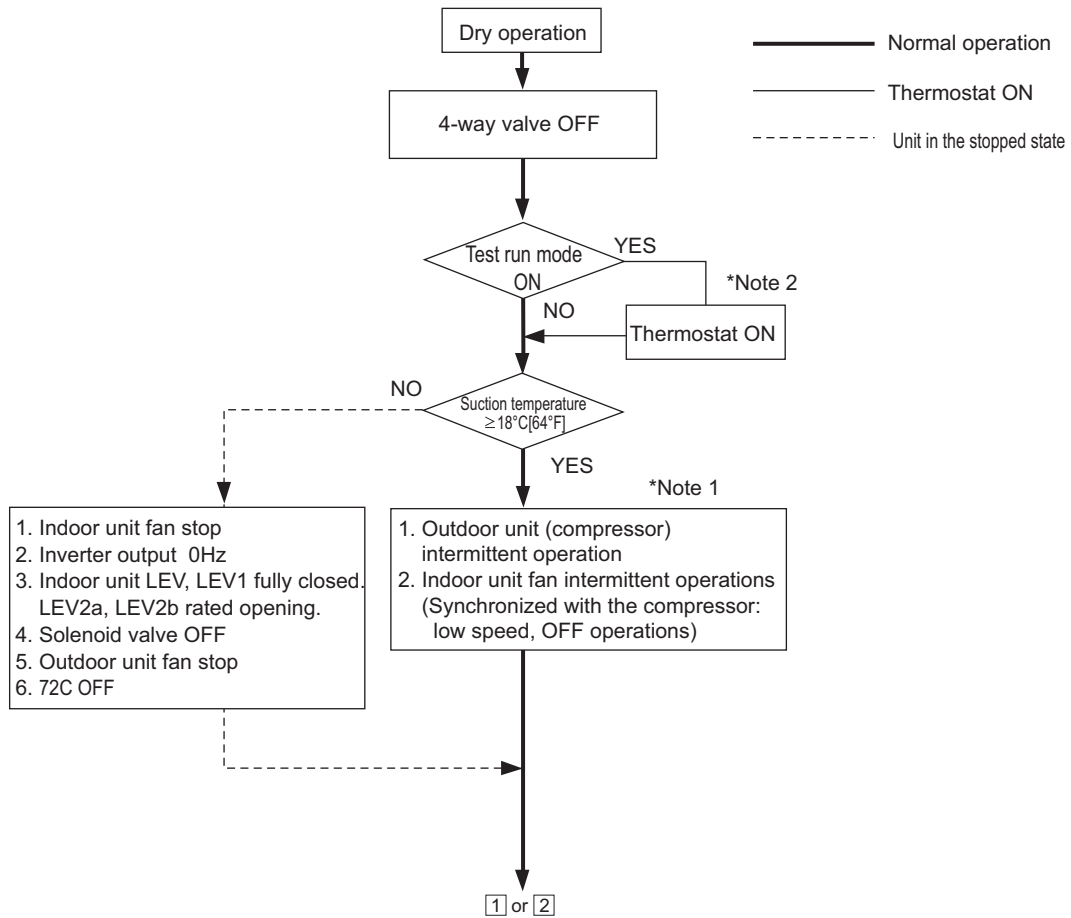 Dry operation
Normal operation
Thermostat ON
Unit in the stopped state
4-way valve OFF
Test run mode
ON
YES
*Note 2
NO
Thermostat ON
NO
Suction temperature
≥18°C[64°F]
YES
*Note 1
1. Indoor unit fan stop
2. Inverter output 0Hz
3. Indoor unit LEV, LEV1 fully closed.
LEV2a, LEV2b rated opening.
4. Solenoid valve OFF
5. Outdoor unit fan stop
6. 72C OFF
1. Outdoor unit (compressor)
intermittent operation
2. Indoor unit fan intermittent operations
(Synchronized with the compressor:
low speed, OFF operations)
1 or 2